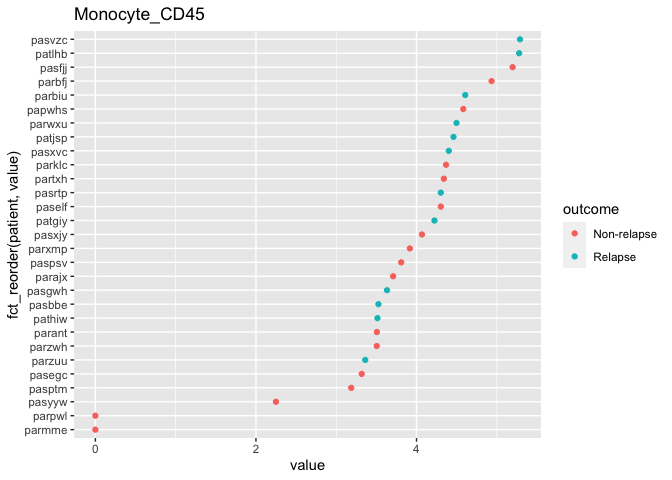 Monocyte_CD45
fct_reorder(patient, value)
pasvzc
patlhb
pasfjj
parbfj
parbiu
papwhs
parwxu
patjsp
pasxvc
parklc
partxh
pasrtp
paself
patgiy
pasxjy
parxmp
paspsv
parajx
pasgwh
pasbbe
pathiw
parant
parzwh
parzuu
pasegc
pasptm
pasyyw
parpwl
parmme
0 2 4
value
outcome
Non-relapse
Relapse